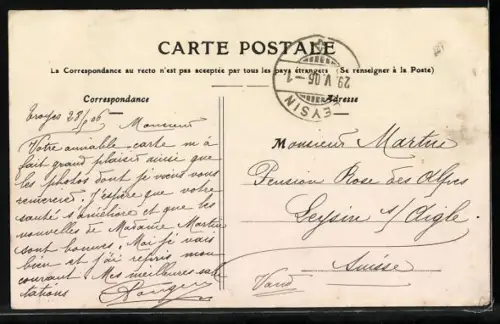 CARTE POSTALE
La Correspondance au recto n'est pas acceptée par tous les pays étrangers (Se renseigner à la Poste)
Correspondance
Troyes 28/5 06
Monsieur
Votre aimable carte m'a
fait grand plaisir ainsi que
les photos dont je vous vous
remercie. J'espère que votre
santé s'améliore et que les
nouvelles de Madame Martin
sont bonnes. Moi je vais
bien et j'ai repris mon
courant. Mes meilleures salu
tations
Adresse
Monsieur Martin
Pension Rose des Alpes
Leysin s/Aigle
Suisse
Vaud
LEYSIN
29.V.06-7